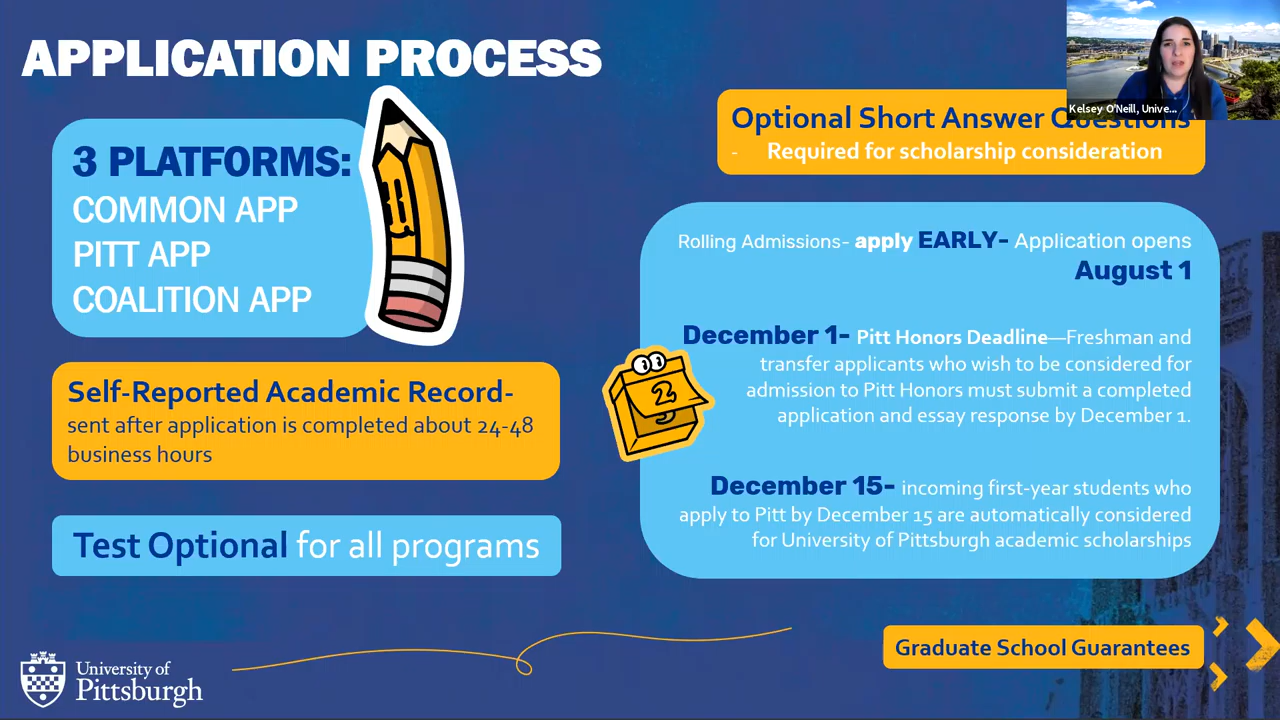 APPLICATION PROCESS
3 PLATFORMS:
COMMON APP
PITT APP
COALITION APP
Self-Reported Academic Record-
sent after application is completed about 24-48
business hours
Test Optional for all programs
University of
Pittsburgh
Kelsey O'Neill, Unive...
Optional Short Answer Questions
- Required for scholarship consideration
Rolling Admissions- apply EARLY- Application opens
August 1
December 1- Pitt Honors Deadline—Freshman and
transfer applicants who wish to be considered for
admission to Pitt Honors must submit a completed
application and essay response by December 1.
2
December 15- incoming first-year students who
apply to Pitt by December 15 are automatically considered
for University of Pittsburgh academic scholarships
Graduate School Guarantees